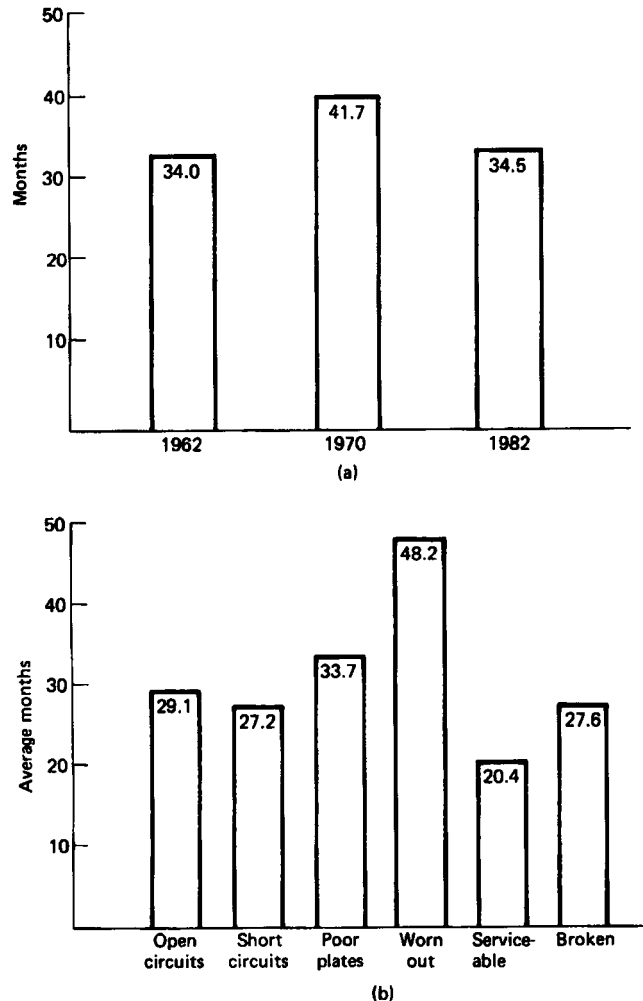 50
40
30
20
10
Months
34.0
41.7
34.5
1962 1970 1982
(a)
50
40
30
20
10
Average months
29.1
27.2
33.7
48.2
20.4
27.6
Open circuits
Short circuits
Poor plates
Worn out
Service-
able
Broken
(b)